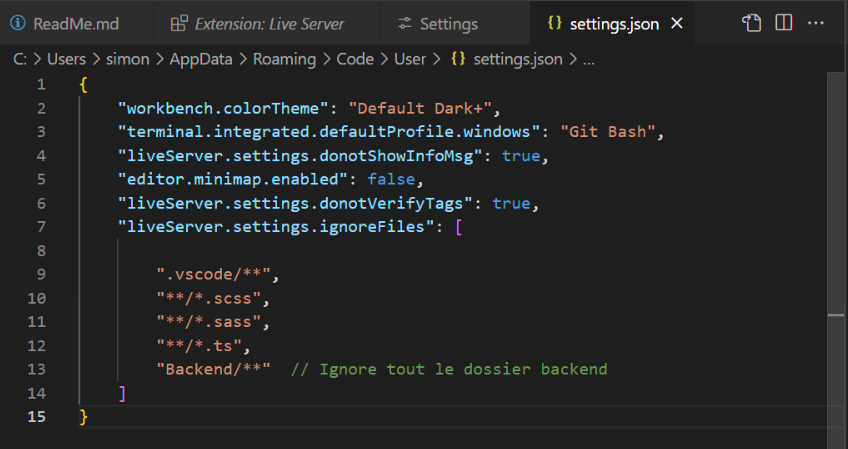 ReadMe.md Extension: Live Server Settings {} settings.json ×
C: > Users > simon > AppData > Roaming > Code > User > {} settings.json > ...
1 {
2 "workbench.colorTheme": "Default Dark+",
3 "terminal.integrated.defaultProfile.windows": "Git Bash",
4 "liveServer.settings.donotShowInfoMsg": true,
5 "editor.minimap.enabled": false,
6 "liveServer.settings.donotVerifyTags": true,
7 "liveServer.settings.ignoreFiles": [
8
9 ".vscode/**",
10 "**/*.scss",
11 "**/*.sass",
12 "**/*.ts",
13 "Backend/**" // Ignore tout le dossier backend
14 ]
15 }